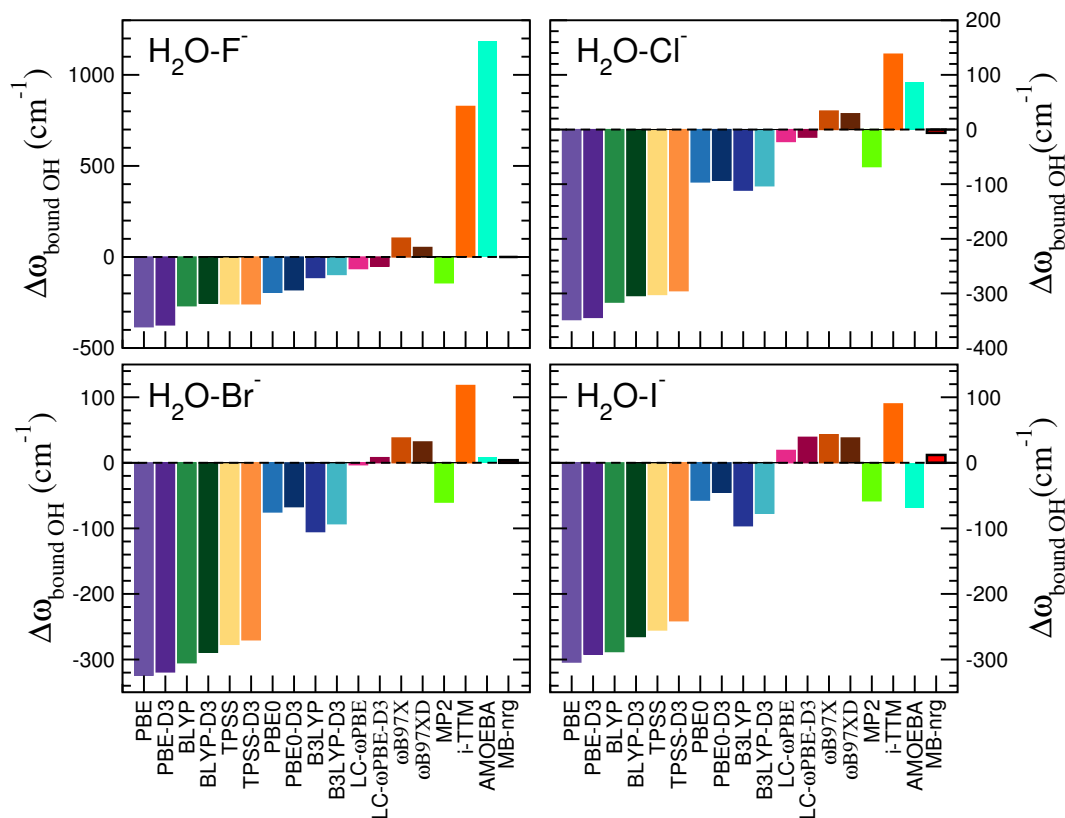 H₂O-F⁻
H₂O-Cl⁻
Δω_bound OH (cm⁻¹)
1000
500
0
-500
200
100
0
-100
-200
-300
-400
Δω_bound OH (cm⁻¹)
H₂O-Br⁻
H₂O-I⁻
Δω_bound OH (cm⁻¹)
100
0
-100
-200
-300
100
0
-100
-200
-300
Δω_bound OH (cm⁻¹)
PBE
PBE-D3
BLYP
BLYP-D3
TPSS
TPSS-D3
PBE0
PBE0-D3
B3LYP
B3LYP-D3
LC-ωPBE
LC-ωPBE-D3
ωB97X
ωB97XD
MP2
i-TTM
AMOEBA
MB-nrg
PBE
PBE-D3
BLYP
BLYP-D3
TPSS
TPSS-D3
PBE0
PBE0-D3
B3LYP
B3LYP-D3
LC-ωPBE
LC-ωPBE-D3
ωB97X
ωB97XD
MP2
i-TTM
AMOEBA
MB-nrg